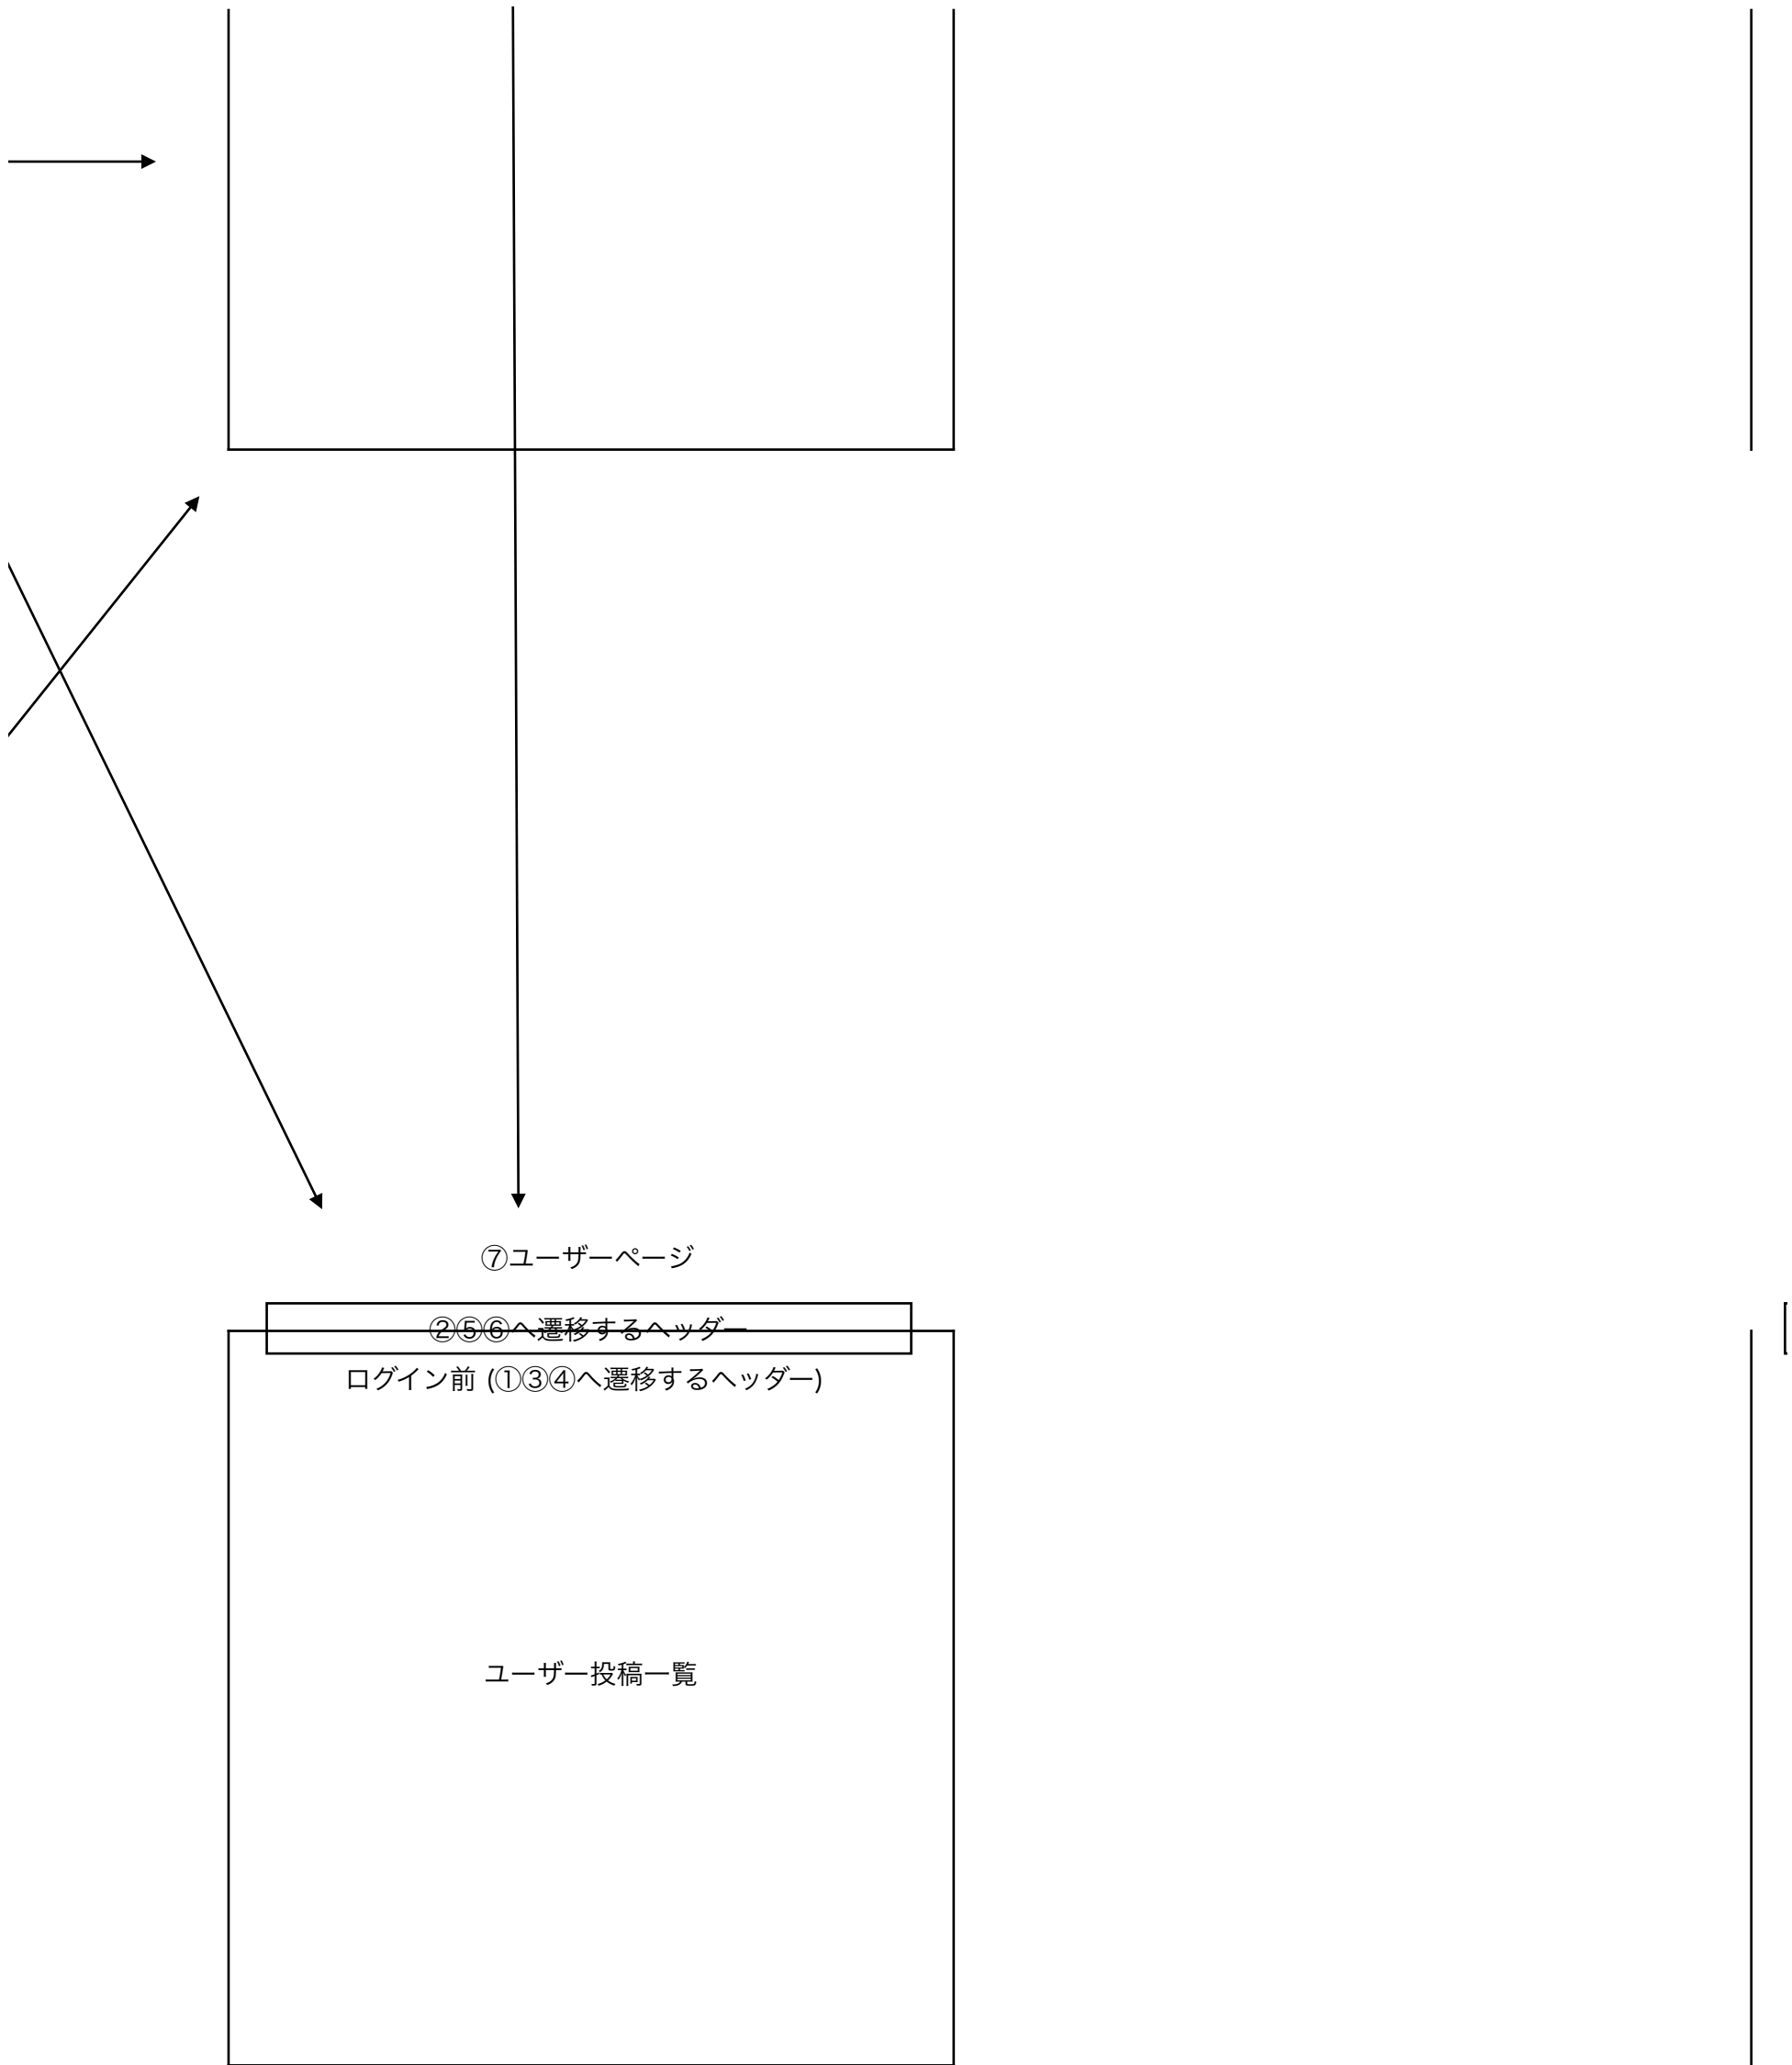 ⑦ユーザーページ
②⑤⑥へ遷移するヘッダー
ログイン前 (①③④へ遷移するヘッダー)
ユーザー投稿一覧